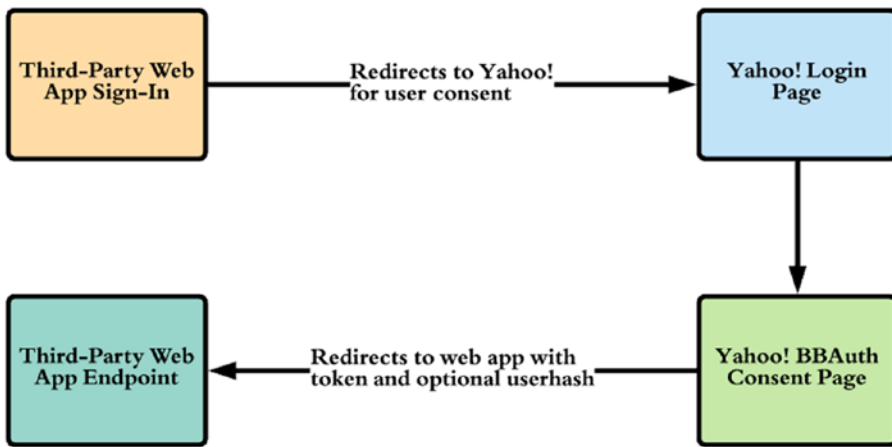 Third-Party Web
App Sign-In
Redirects to Yahoo!
for user consent
Yahoo! Login
Page
Third-Party Web
App Endpoint
Redirects to web app with
token and optional userhash
Yahoo! BBAuth
Consent Page